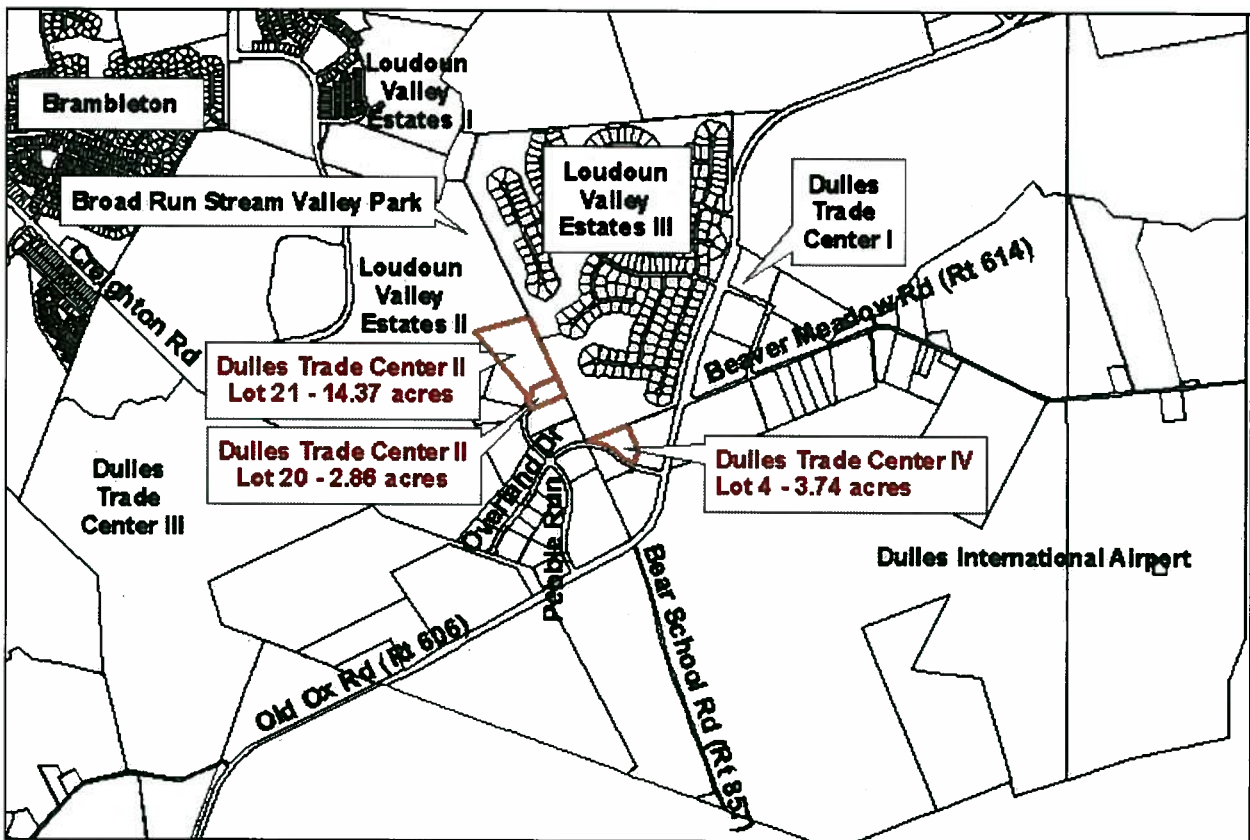 Loudoun
Valley
Estates II
Brambleton
Loudoun
Valley
Estates III
Dulles
Trade
Center I
Broad Run Stream Valley Park
Creighton Rd
Loudoun
Valley
Estates II
Beaver Meadow Rd (Rt 614)
Dulles Trade Center II
Lot 21 - 14.37 acres
Dulles Trade Center II
Lot 20 - 2.86 acres
Dulles Trade Center IV
Lot 4 - 3.74 acres
Dulles
Trade
Center III
Overland Dr
Pebble Run
Dulles International Airport
Bear School Rd (Rt 857)
Old Ox Rd (Rt 606)